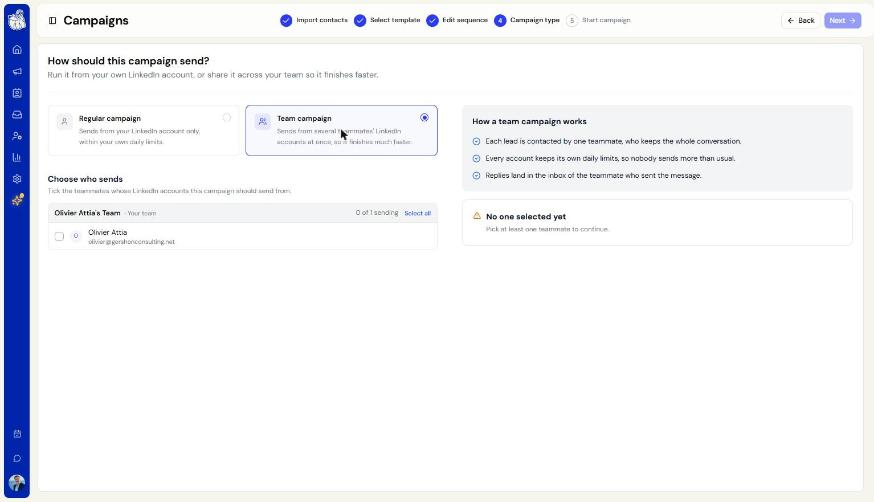 Campaigns
Import contacts
Select template
Edit sequence
4 Campaign type
5 Start campaign
Back
Next
How should this campaign send?
Run it from your own LinkedIn account, or share it across your team so it finishes faster.
Regular campaign
Sends from your LinkedIn account only,
within your own daily limits.
Team campaign
Sends from several teammates' LinkedIn
accounts at once, so it finishes much faster.
How a team campaign works
Each lead is contacted by one teammate, who keeps the whole conversation.
Every account keeps its own daily limits, so nobody sends more than usual.
Replies land in the inbox of the teammate who sent the message.
Choose who sends
Tick the teammates whose LinkedIn accounts this campaign should send from.
Olivier Attia's Team · Your team
0 of 1 sending Select all
O
Olivier Attia
olivier@gershonconsulting.net
No one selected yet
Pick at least one teammate to continue.